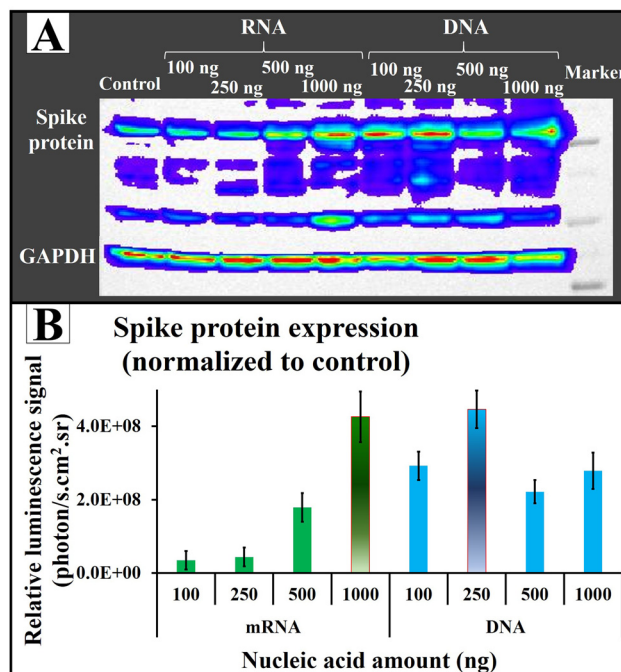 A
RNA
DNA
Control
100 ng
250 ng
500 ng
1000 ng
100 ng
250 ng
500 ng
1000 ng
Marker
Spike
protein
GAPDH
B
Spike protein expression
(normalized to control)
Relative luminescence signal
(photon/s.cm2.sr)
4.0E+08
2.0E+08
0.0E+00
100 250 500 1000 100 250 500 1000
mRNA DNA
Nucleic acid amount (ng)